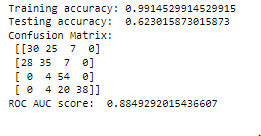 Training accuracy: 0.9914529914529915
Testing accuracy:  0.623015873015873
Confusion Matrix:
 [[30 25  7  0]
 [28 35  7  0]
 [ 0  4 54  0]
 [ 0  4 20 38]]
ROC AUC score:  0.8849292015436607